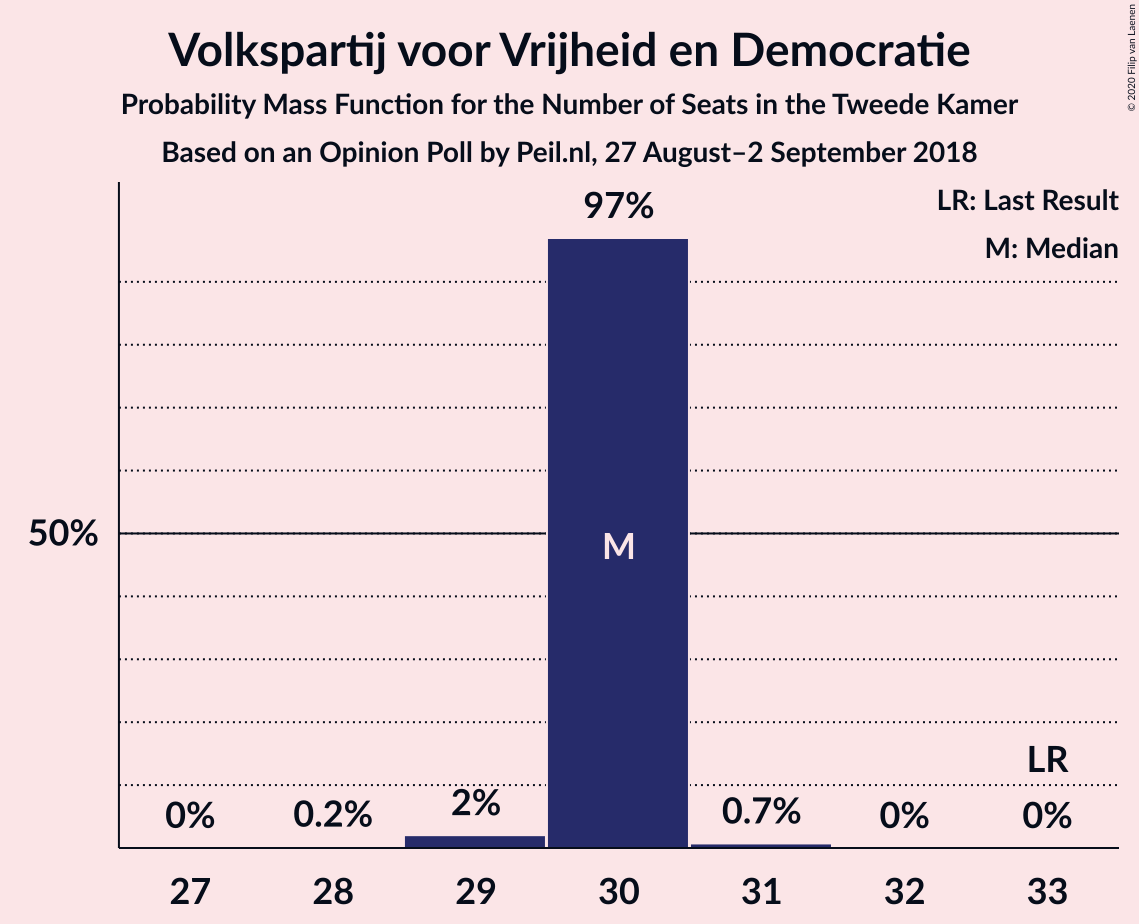 Volkspartij voor Vrijheid en Democratie
Probability Mass Function for the Number of Seats in the Tweede Kamer
Based on an Opinion Poll by Peil.nl, 27 August–2 September 2018
© 2020 Filip van Laenen
LR: Last Result
M: Median
97%
50%
M
LR
0%
0.2%
2%
0.7%
0%
0%
27
28
29
30
31
32
33